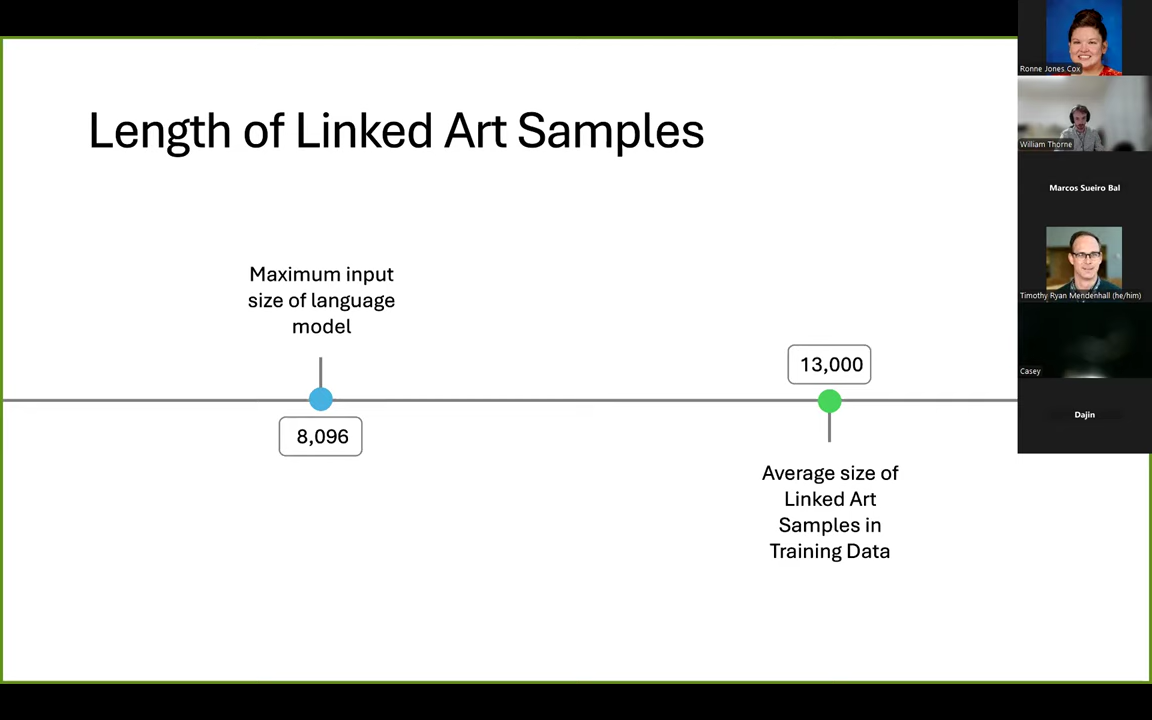 Length of Linked Art Samples
Maximum input
size of language
model
8,096
13,000
Average size of
Linked Art
Samples in
Training Data
Ronne Jones Cox
William Thorne
Marcos Sueiro Bal
Timothy Ryan Mendenhall (he/him)
Casey
Dajin